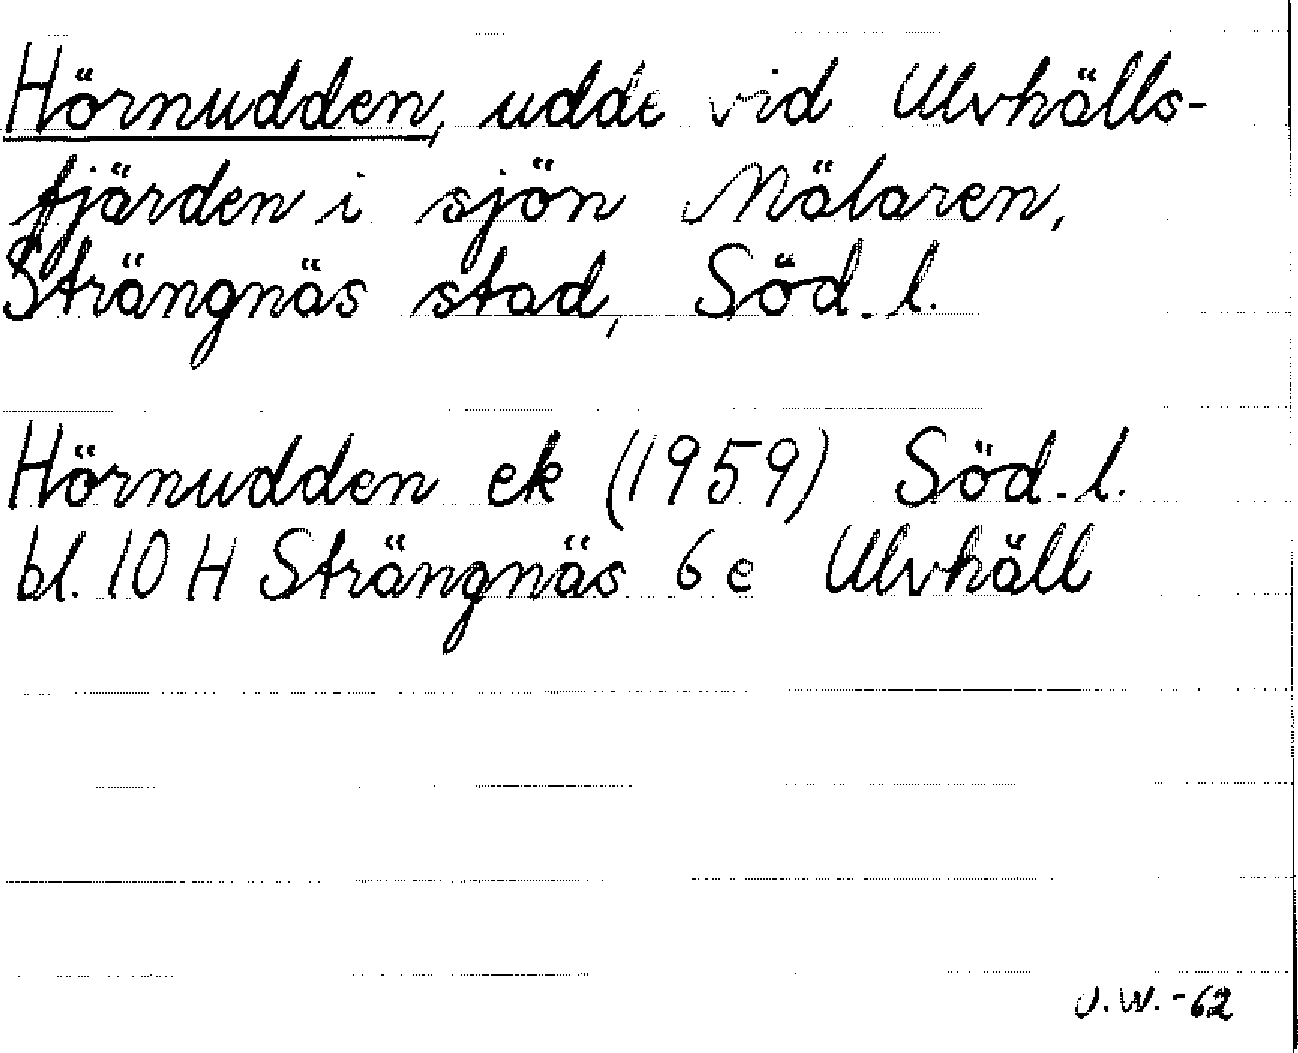 Hörnudden, udde vid Ulvhälls-
fjärden i sjön Mälaren,
Strängnäs stad, Söd. l.
Hörnudden ek (1959) Söd. l.
bl. 10 H Strängnäs 6 e Ulvhäll
U.W. -62